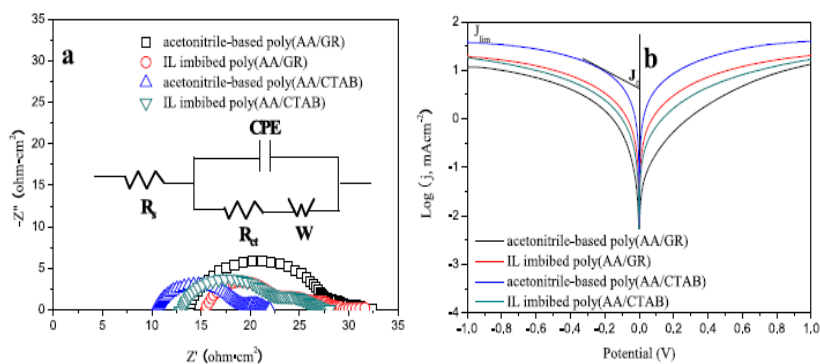 a
acetonitrile-based poly(AA/GR)
IL imbibed poly(AA/GR)
acetonitrile-based poly(AA/CTAB)
IL imbibed poly(AA/CTAB)
CPE
R_s
R_ct
W
-Z'' (ohm·cm²)
35
30
25
20
15
10
5
0
0 5 10 15 20 25 30 35
Z' (ohm·cm²)
b
J_lim
J_0
Log (j, mAcm⁻²)
2
1
0
-1
-2
-3
-4
acetonitrile-based poly(AA/GR)
IL imbibed poly(AA/GR)
acetonitrile-based poly(AA/CTAB)
IL imbibed poly(AA/CTAB)
-1,0 -0,8 -0,6 -0,4 -0,2 0,0 0,2 0,4 0,6 0,8 1,0
Potential (V)